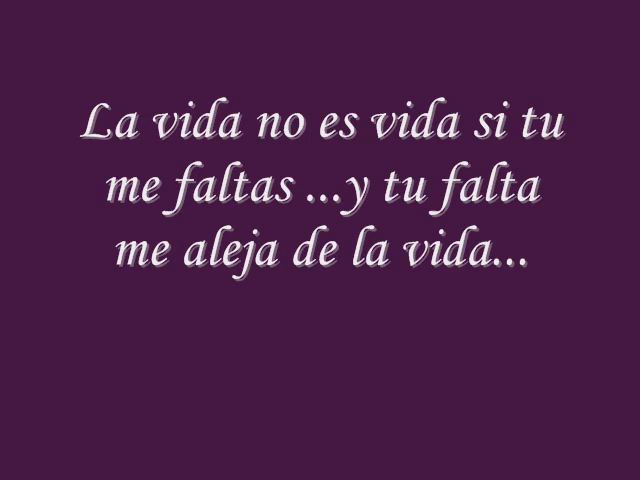 La vida no es vida si tu
me faltas ...y tu falta
me aleja de la vida...